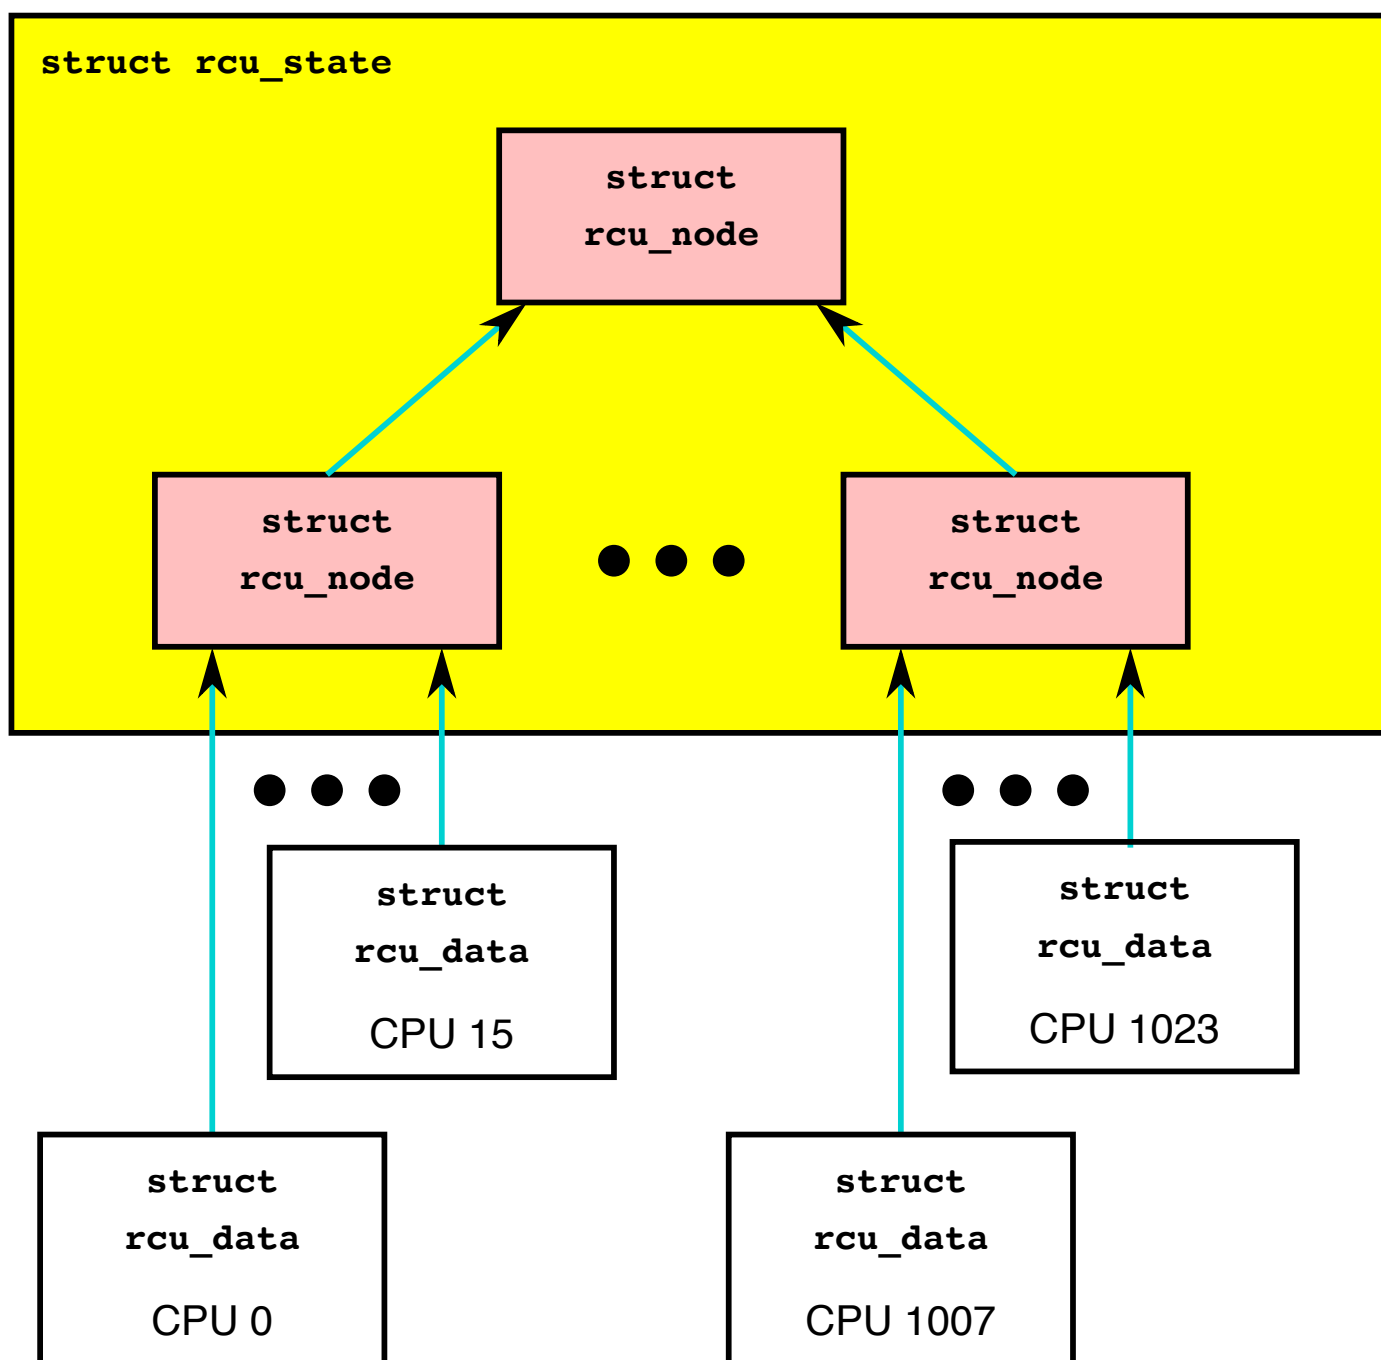 struct rcu_state
struct
rcu_node
struct
rcu_node
struct
rcu_node
struct
rcu_data
CPU 15
struct
rcu_data
CPU 1023
struct
rcu_data
CPU 0
struct
rcu_data
CPU 1007